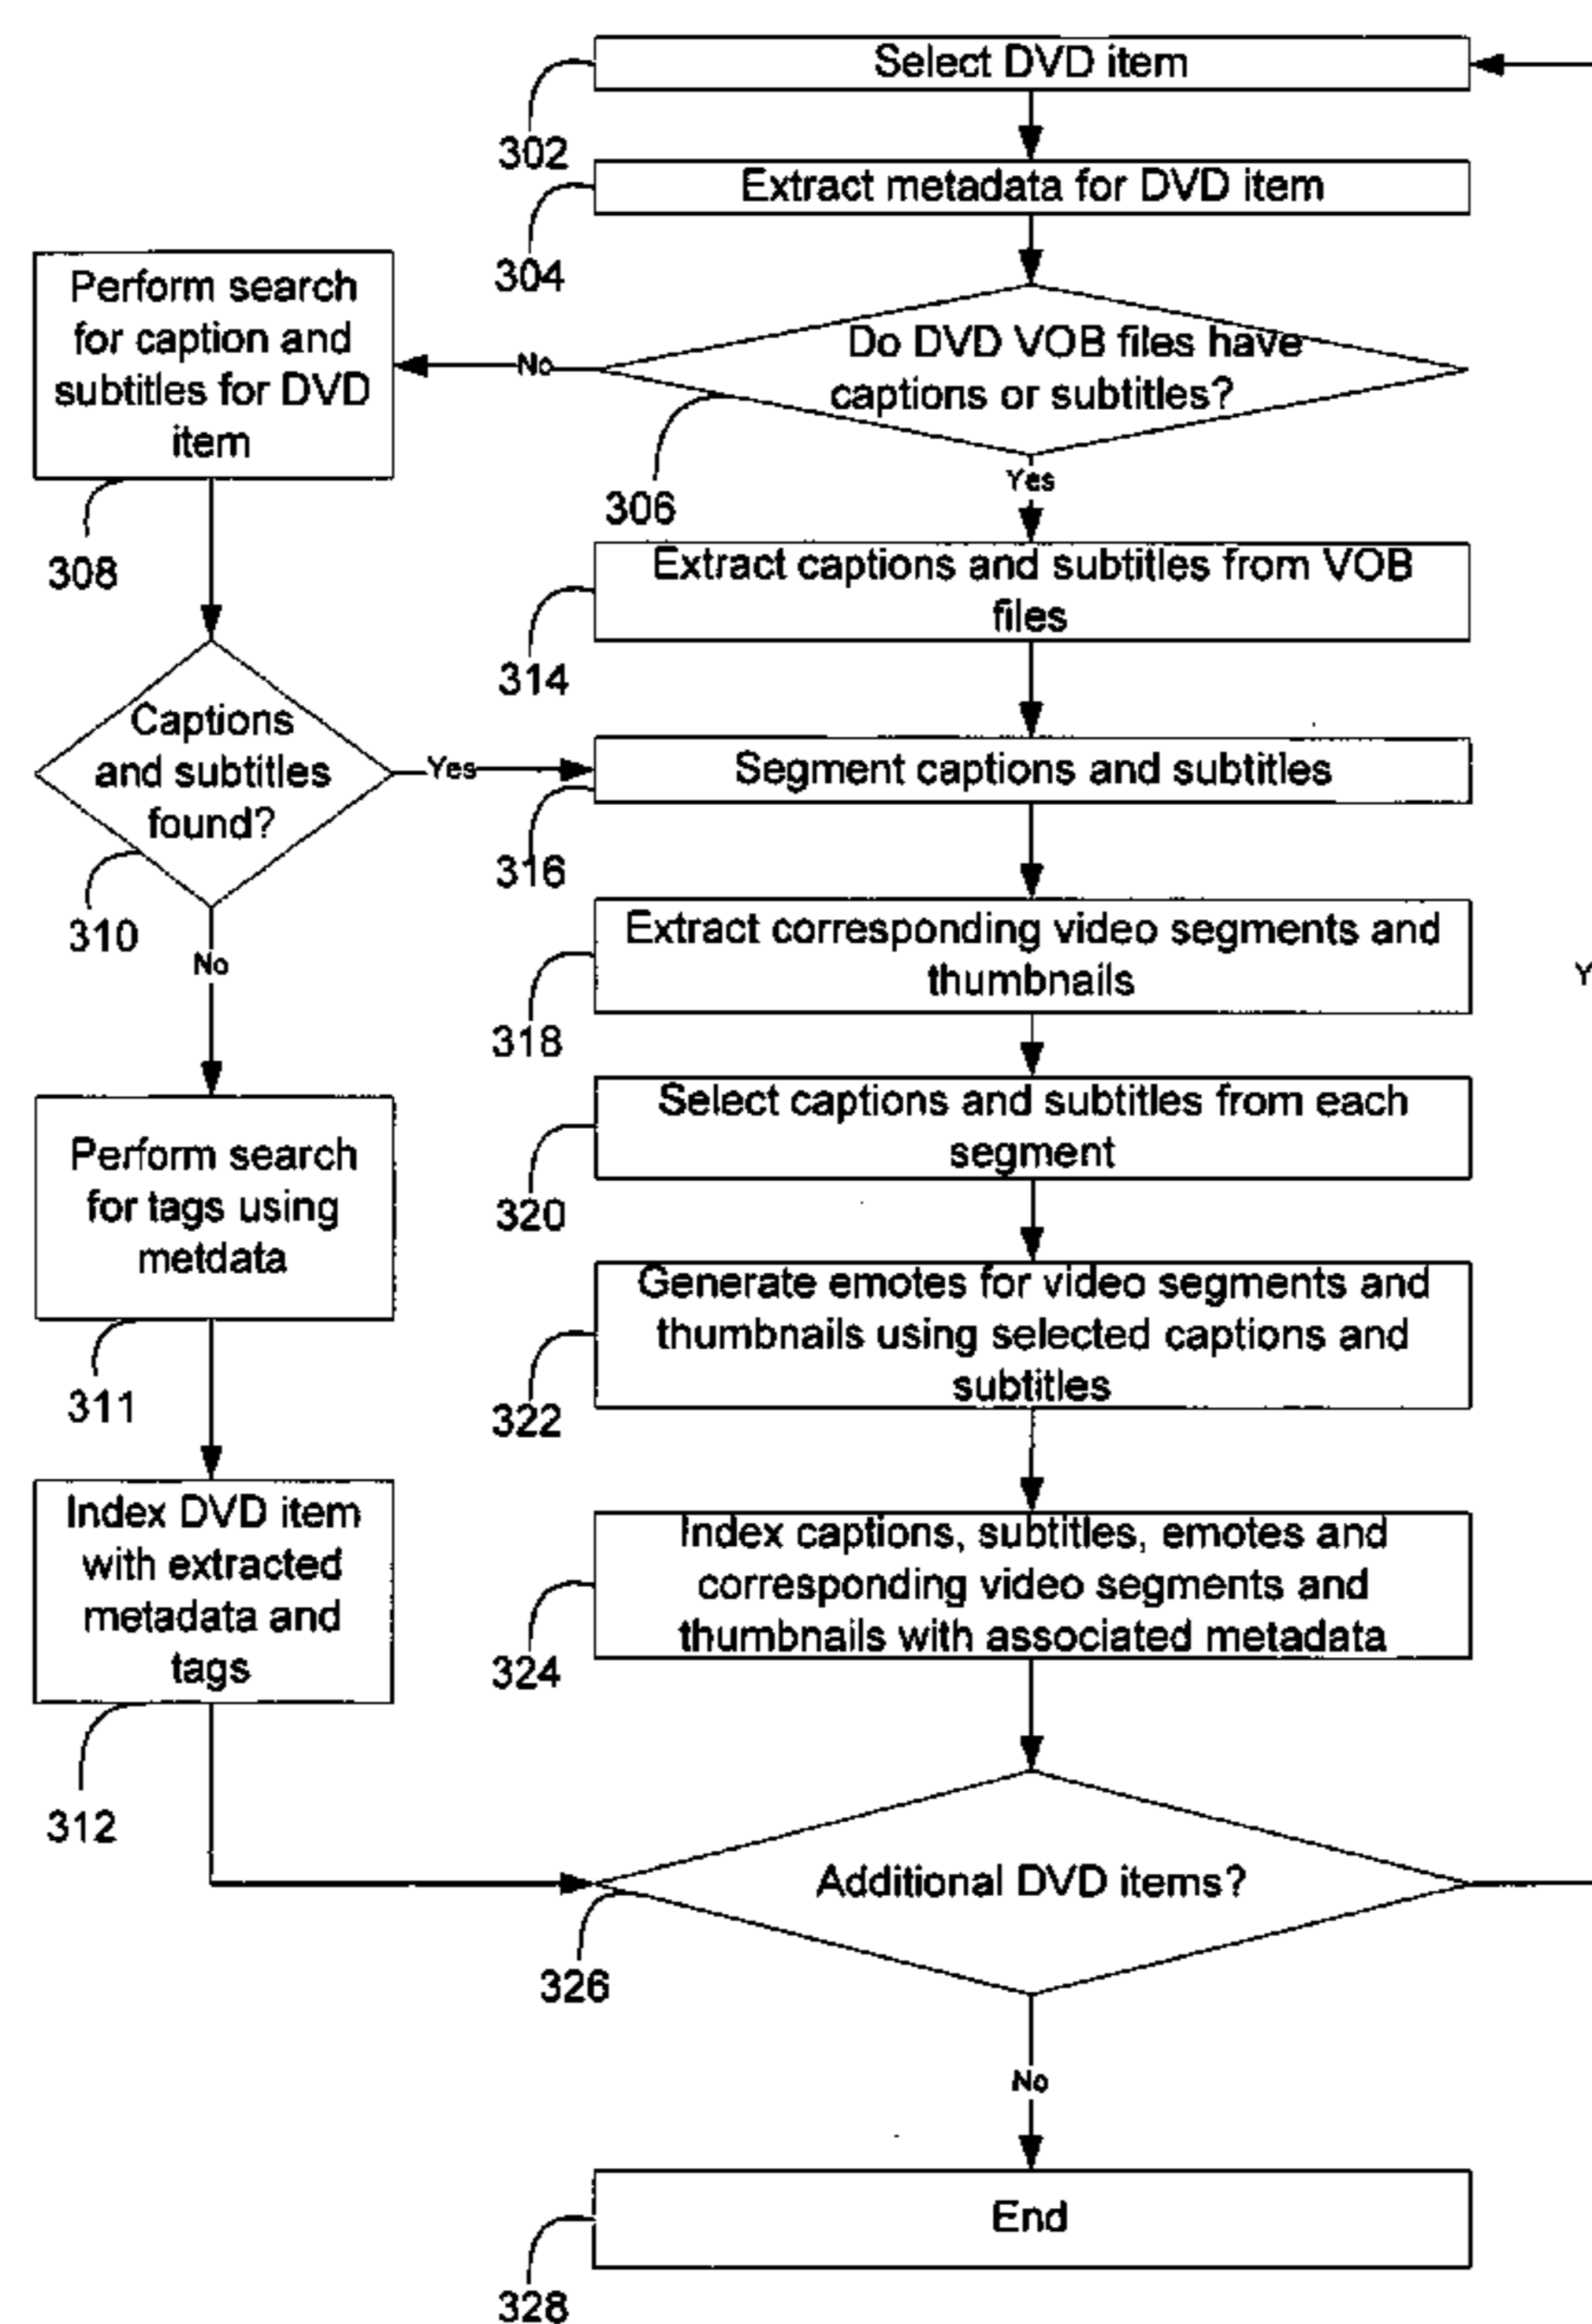 Select DVD item
302
Extract metadata for DVD item
304
Perform search
for caption and
subtitles for DVD
item
308
No
Do DVD VOB files have
captions or subtitles?
306
Yes
Extract captions and subtitles from VOB
files
314
Captions
and subtitles
found?
310
Yes
Segment captions and subtitles
316
No
Extract corresponding video segments and
thumbnails
318
Y
Select captions and subtitles from each
segment
320
Perform search
for tags using
metdata
311
Generate emotes for video segments and
thumbnails using selected captions and
subtitles
322
Index DVD item
with extracted
metadata and
tags
312
Index captions, subtitles, emotes and
corresponding video segments and
thumbnails with associated metadata
324
Additional DVD items?
326
No
End
328